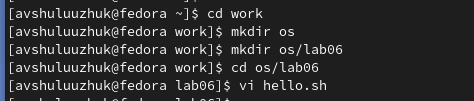 [avshuluuzhuk@fedora ~]$ cd work
[avshuluuzhuk@fedora work]$ mkdir os
[avshuluuzhuk@fedora work]$ mkdir os/lab06
[avshuluuzhuk@fedora work]$ cd os/lab06
[avshuluuzhuk@fedora lab06]$ vi hello.sh